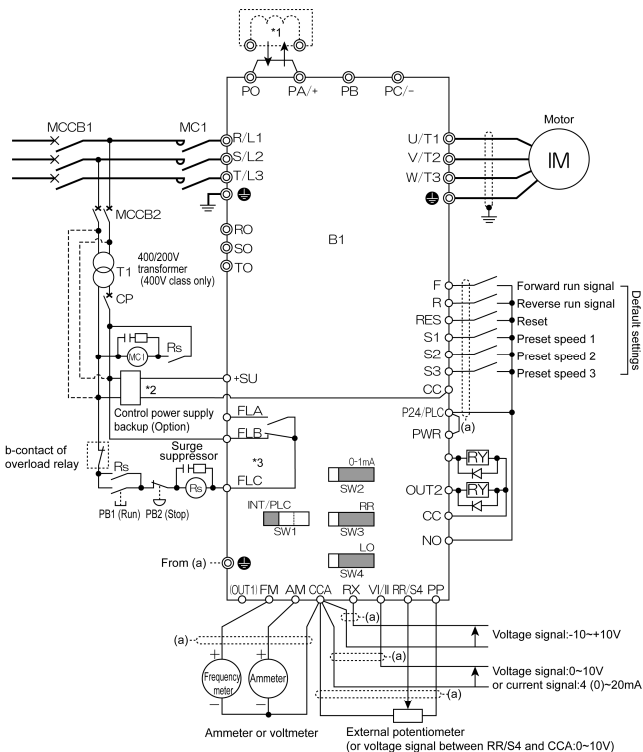 *1
PO PA/+ PB PC/-
MCCB1 MC1
Motor
R/L1
S/L2
T/L3
U/T1
V/T2
W/T3
IM
MCCB2
RO
SO
TO
B1
400/200V
transformer
(400V class only)
T1
CP
F Forward run signal
R Reverse run signal
RES Reset
S1 Preset speed 1
S2 Preset speed 2
S3 Preset speed 3
Default settings
MC1
Rs
*2
+SU
CC
Control power supply
backup (Option)
P24/PLC
(a)
PWR
FLA
FLB
*3
FLC
b-contact of
overload relay
Rs
Surge
suppressor
Rs
PB1 (Run) PB2 (Stop)
0-1mA
SW2
INT/PLC
SW1
RR
SW3
LO
SW4
RY
OUT2
RY
CC
NO
From (a)
(OUT1) FM AM CCA RX VI/II RR/S4 PP
(a)
(a)
(a)
(a)
Voltage signal:-10~+10V
Voltage signal:0~10V
or current signal:4 (0)~20mA
+
Frequency
meter
−
+
Ammeter
−
Ammeter or voltmeter
External potentiometer
(or voltage signal between RR/S4 and CCA:0~10V)